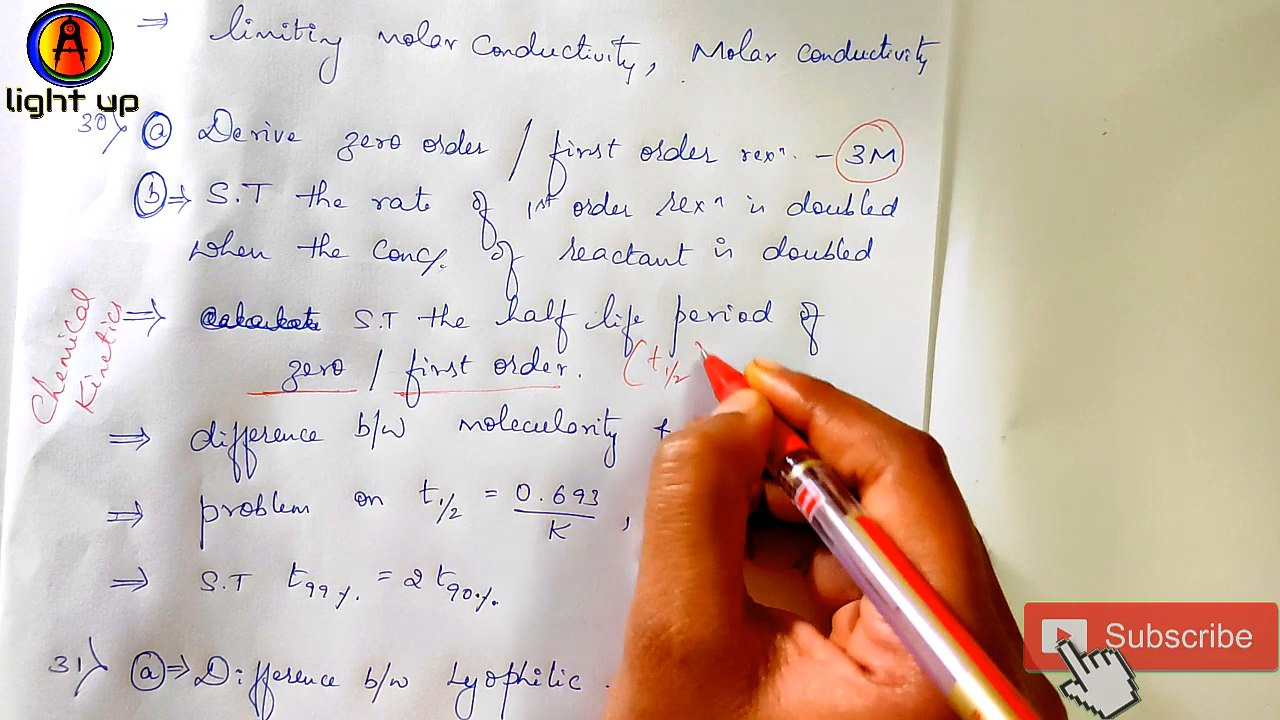 light up
⇒ limiting molar Conductivity, Molar conductivity
30) ⓐ Derive zero order / first order rexⁿ. - 3M
ⓑ ⇒ S.T the rate of 1st order rexⁿ is doubled
when the conc. of reactant is doubled
Chemical
Kinetics
⇒ S.T the half life period of
zero / first order. (t1/2)
⇒ difference b/w molecularity
⇒ problem on t1/2 = 0.693/K ,
⇒ S.T t99%. = 2 t90%.
31) ⓐ ⇒ Difference b/w Lyophilic
Subscribe